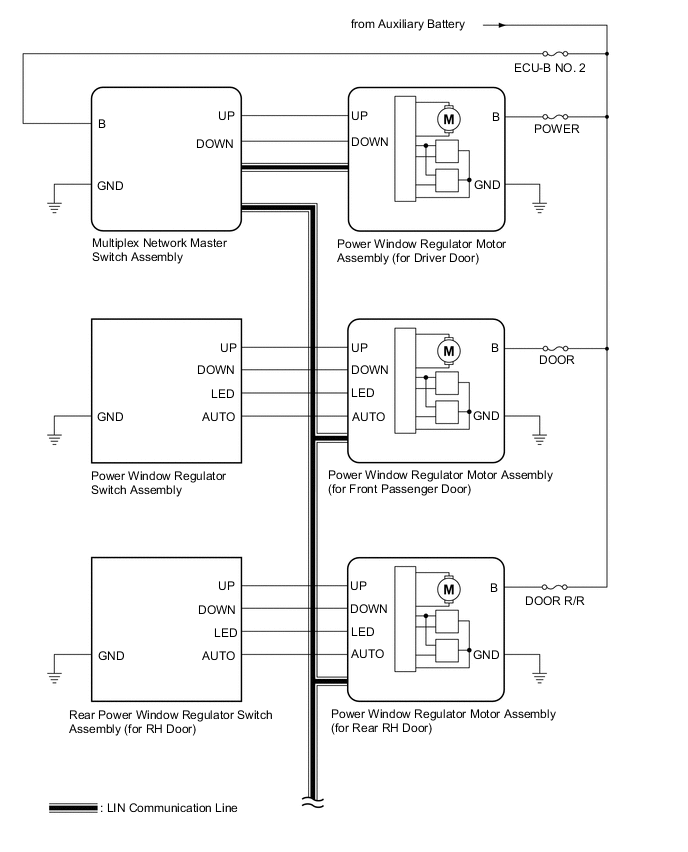 from Auxiliary Battery
ECU-B NO. 2
B
UP
DOWN
GND
Multiplex Network Master
Switch Assembly
UP
DOWN
M
B
GND
POWER
Power Window Regulator Motor
Assembly (for Driver Door)
UP
DOWN
LED
GND
AUTO
Power Window Regulator
Switch Assembly
UP
DOWN
LED
AUTO
M
B
GND
DOOR
Power Window Regulator Motor Assembly
(for Front Passenger Door)
UP
DOWN
LED
GND
AUTO
Rear Power Window Regulator Switch
Assembly (for RH Door)
UP
DOWN
LED
AUTO
M
B
GND
DOOR R/R
Power Window Regulator Motor Assembly
(for Rear RH Door)
: LIN Communication Line